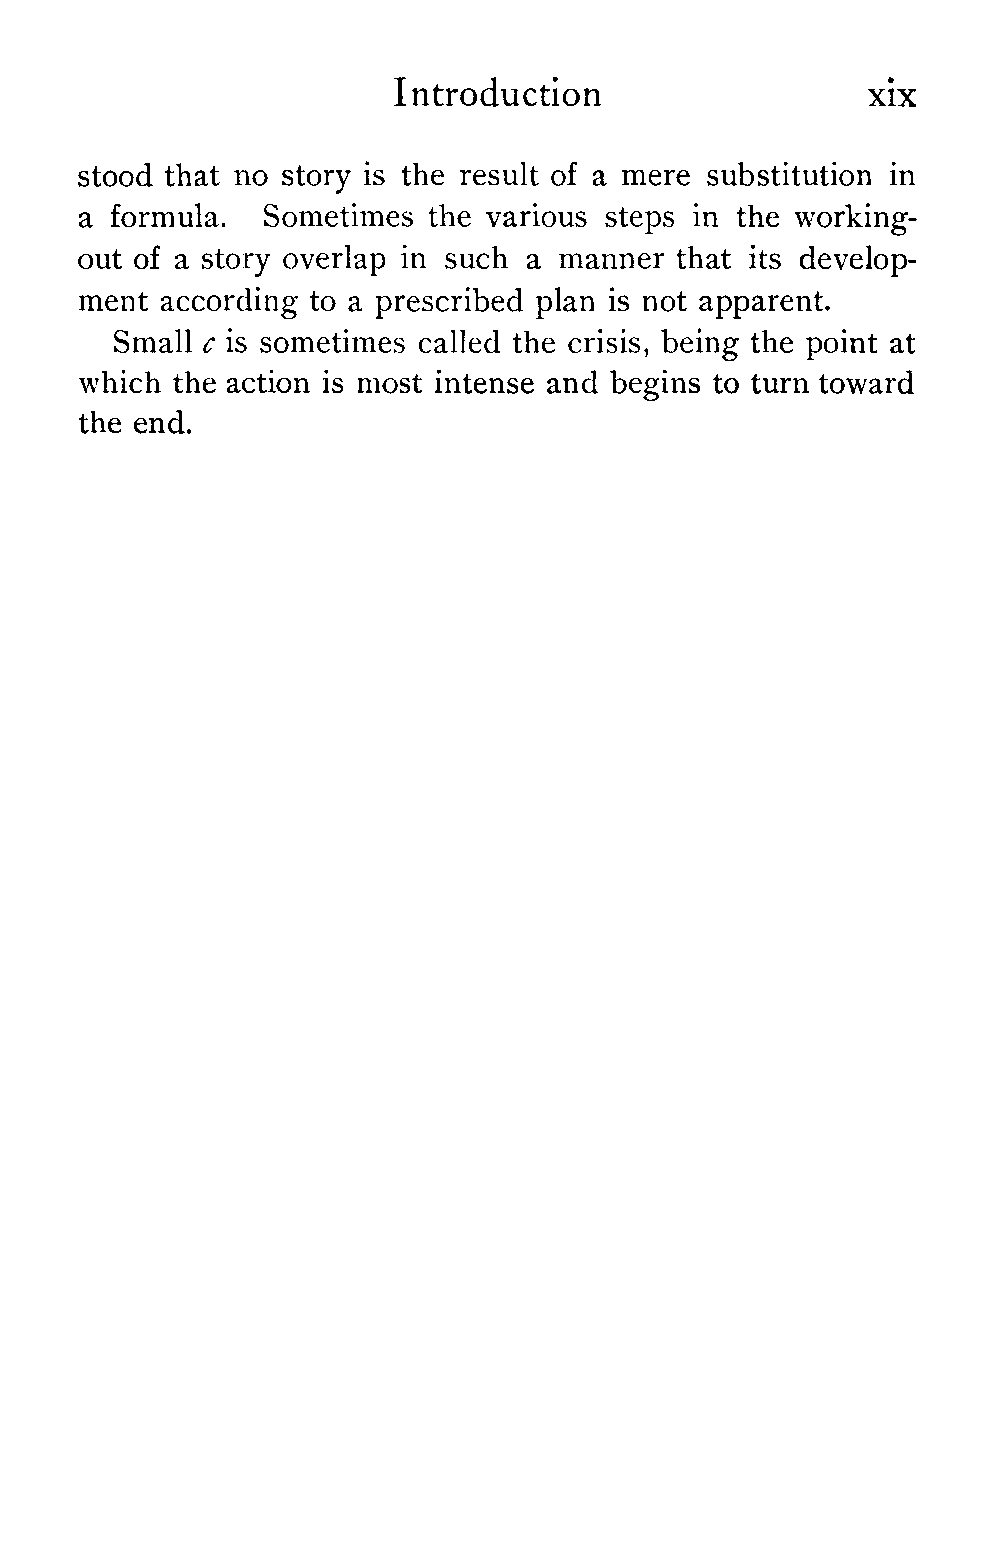 Introduction xix
stood that no story is the result of a mere substitution in
a formula. Sometimes the various steps in the working-
out of a story overlap in such a manner that its develop-
ment according to a prescribed plan is not apparent.
Small c is sometimes called the crisis, being the point at
which the action is most intense and begins to turn toward
the end.